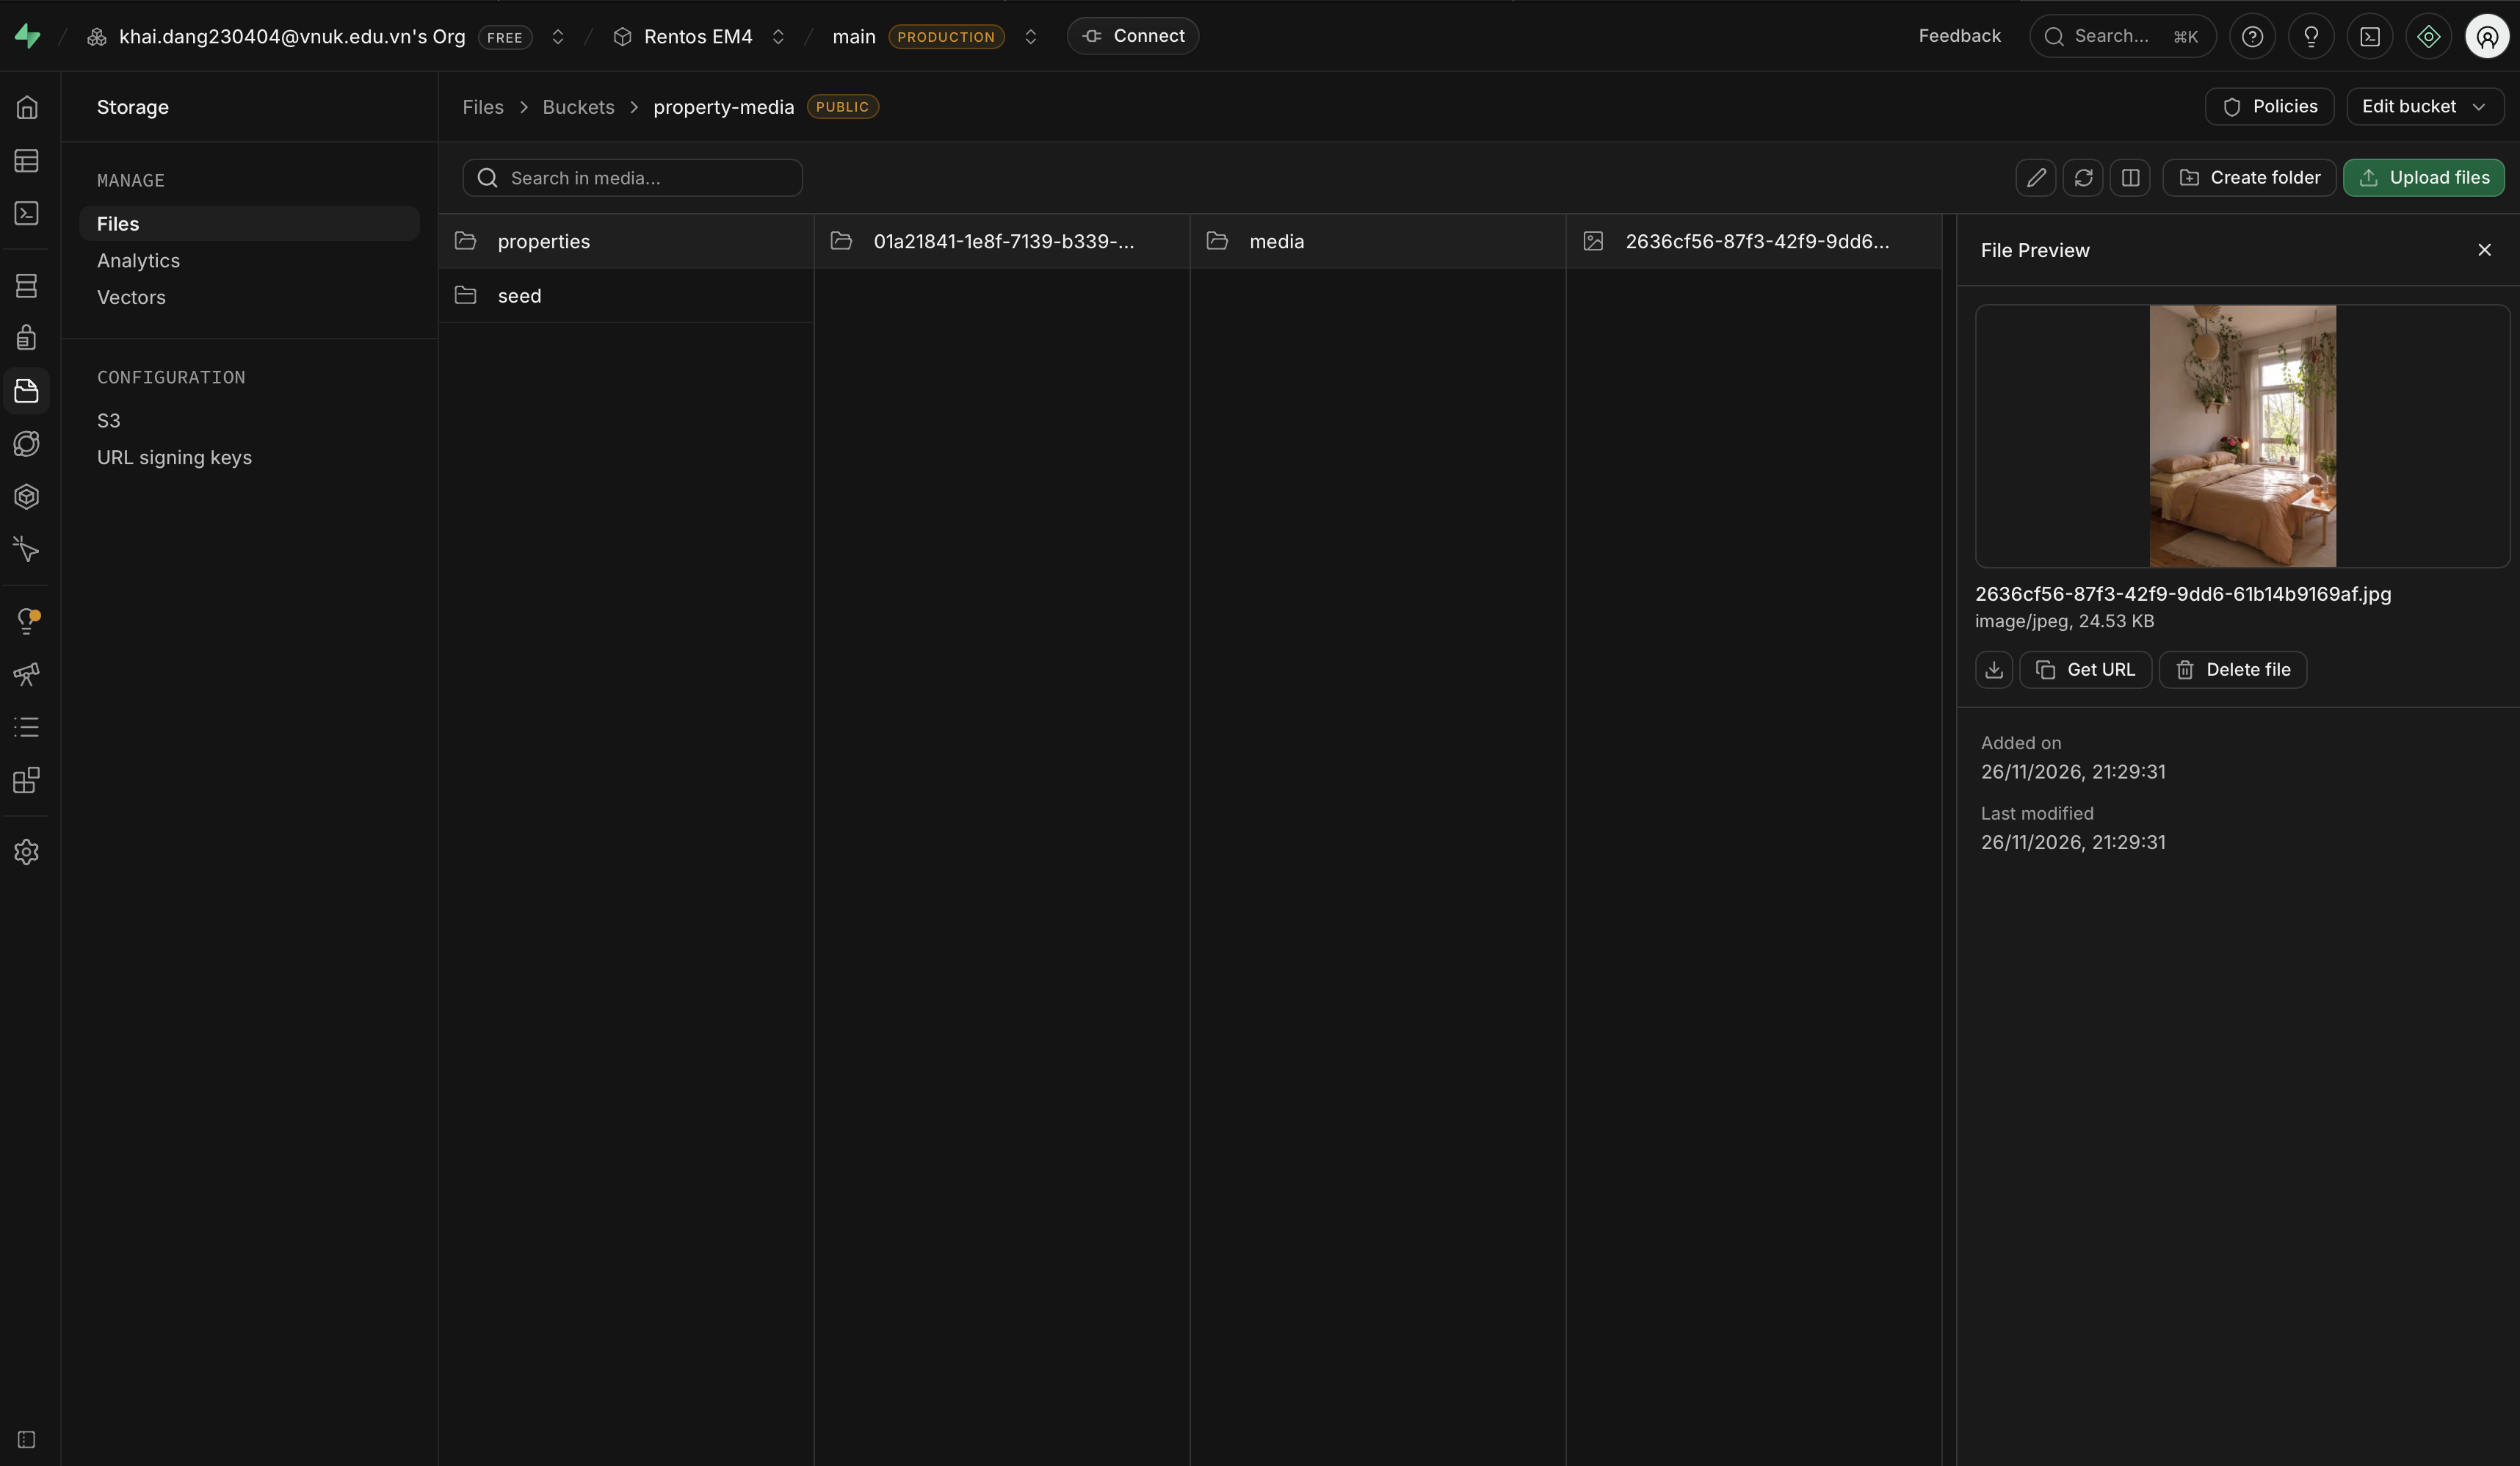 khai.dang230404@vnuk.edu.vn's Org FREE Rentos EM4 main PRODUCTION Connect Feedback Search... ⌘K
Storage
Files > Buckets > property-media PUBLIC Policies Edit bucket
MANAGE
Files
Analytics
Vectors
CONFIGURATION
S3
URL signing keys
Search in media... Create folder Upload files
properties
seed
01a21841-1e8f-7139-b339-...
media
2636cf56-87f3-42f9-9dd6...
File Preview
2636cf56-87f3-42f9-9dd6-61b14b9169af.jpg
image/jpeg, 24.53 KB
Get URL Delete file
Added on
26/11/2026, 21:29:31
Last modified
26/11/2026, 21:29:31